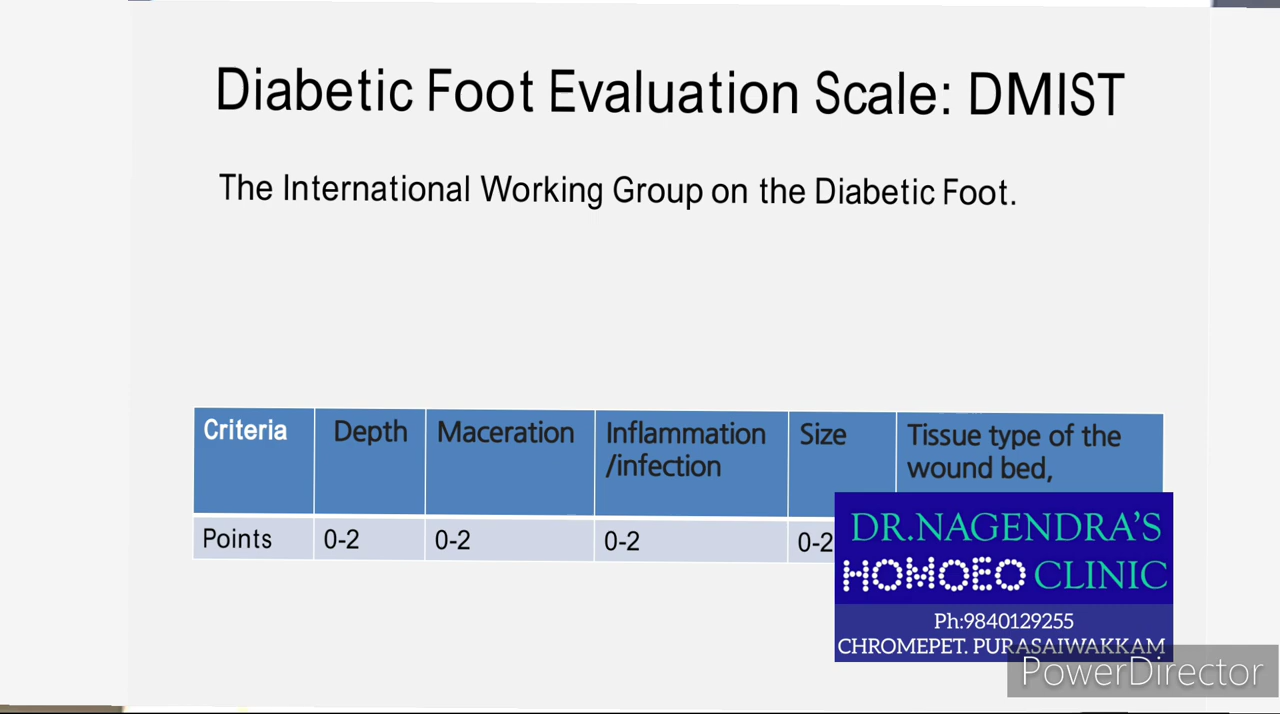 Diabetic Foot Evaluation Scale: DMIST
The International Working Group on the Diabetic Foot.
Criteria Depth Maceration Inflammation /infection Size Tissue type of the wound bed,
Points 0-2 0-2 0-2 0-2
DR.NAGENDRA'S
HOMOEO CLINIC
Ph:9840129255
CHROMEPET. PURASAIWAKKAM
PowerDirector